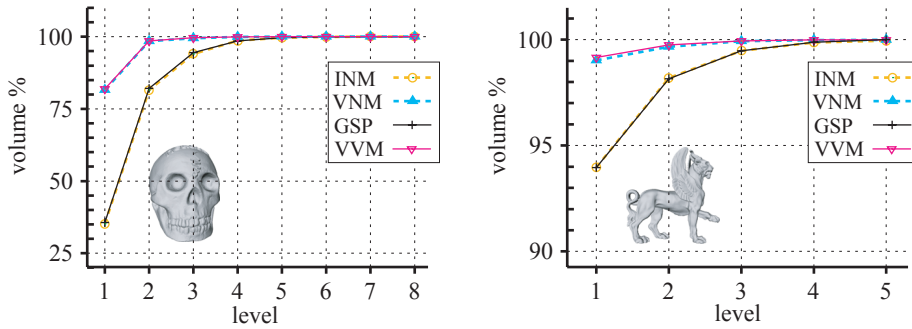 100
75
50
25
volume %
INM
VNM
GSP
VVM
1 2 3 4 5 6 7 8
level
100
95
90
volume %
INM
VNM
GSP
VVM
1 2 3 4 5
level